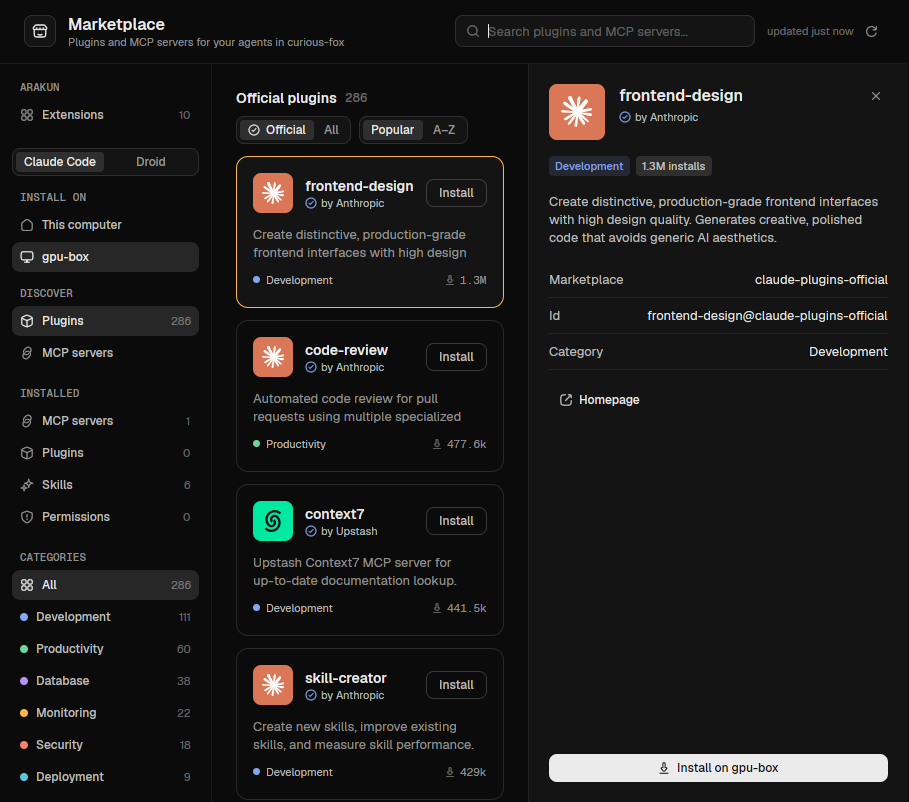 Marketplace
Plugins and MCP servers for your agents in curious-fox
Search plugins and MCP servers...
updated just now
ARAKUN
Extensions 10
Claude Code Droid
INSTALL ON
This computer
gpu-box
DISCOVER
Plugins 286
MCP servers
INSTALLED
MCP servers 1
Plugins 0
Skills 6
Permissions 0
CATEGORIES
All 286
Development 111
Productivity 60
Database 38
Monitoring 22
Security 18
Deployment 9
Official plugins 286
Official All Popular A–Z
frontend-design
by Anthropic
Install
Create distinctive, production-grade
frontend interfaces with high design
Development 1.3M
code-review
by Anthropic
Install
Automated code review for pull
requests using multiple specialized
Productivity 477.6k
context7
by Upstash
Install
Upstash Context7 MCP server for
up-to-date documentation lookup.
Development 441.5k
skill-creator
by Anthropic
Install
Create new skills, improve existing
skills, and measure skill performance.
Development 429k
frontend-design
by Anthropic
Development 1.3M installs
Create distinctive, production-grade frontend interfaces
with high design quality. Generates creative, polished
code that avoids generic AI aesthetics.
Marketplace claude-plugins-official
Id frontend-design@claude-plugins-official
Category Development
Homepage
Install on gpu-box